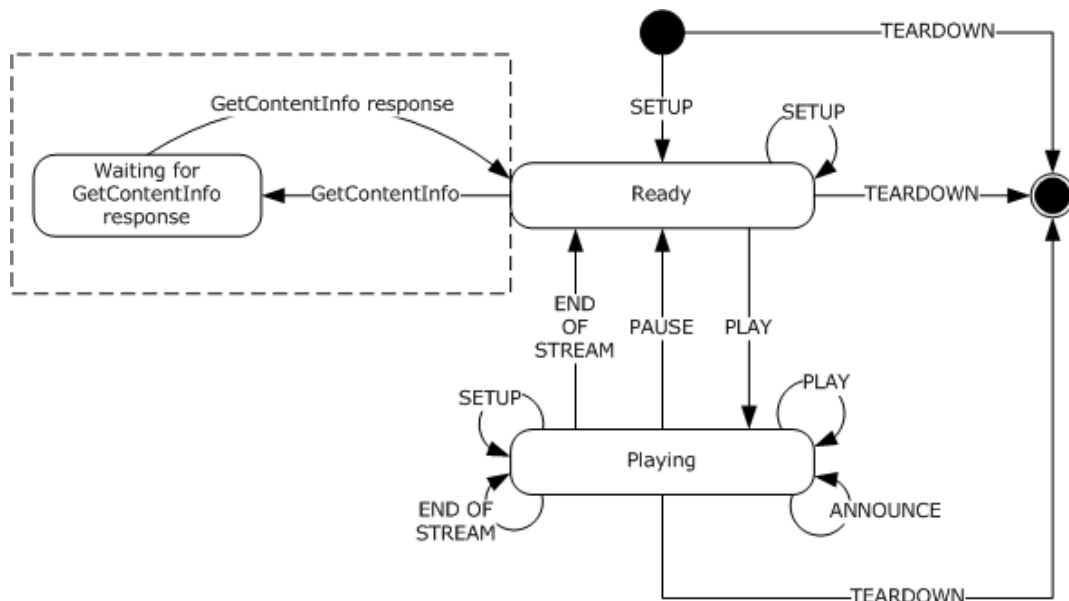 TEARDOWN
GetContentInfo response
SETUP
SETUP
Waiting for
GetContentInfo
response
GetContentInfo
Ready
TEARDOWN
END
OF
STREAM
PAUSE
PLAY
SETUP
PLAY
Playing
END OF
STREAM
ANNOUNCE
TEARDOWN